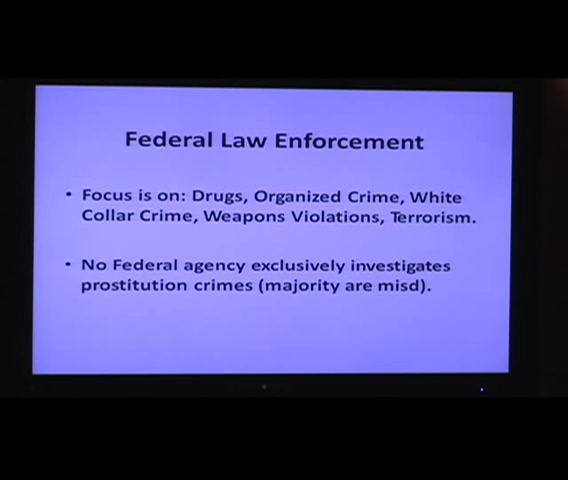 Federal Law Enforcement
• Focus is on: Drugs, Organized Crime, White
Collar Crime, Weapons Violations, Terrorism.
• No Federal agency exclusively investigates
prostitution crimes (majority are misd).